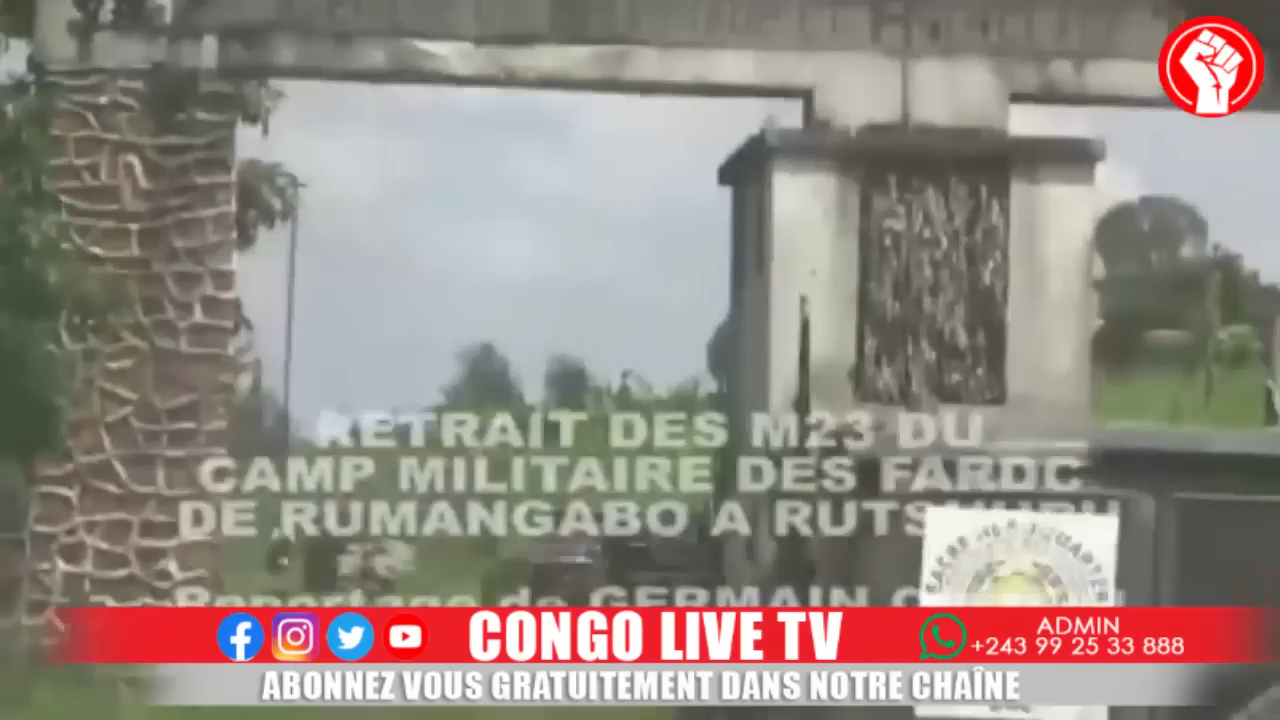 RETRAIT DES M23 DU
CAMP MILITAIRE DES FARDC
DE RUMANGABO A
Reportage de GERMAIN
CONGO LIVE TV
ADMIN
+243 99 25 33 888
ABONNEZ VOUS GRATUITEMENT DANS NOTRE CHAÎNE